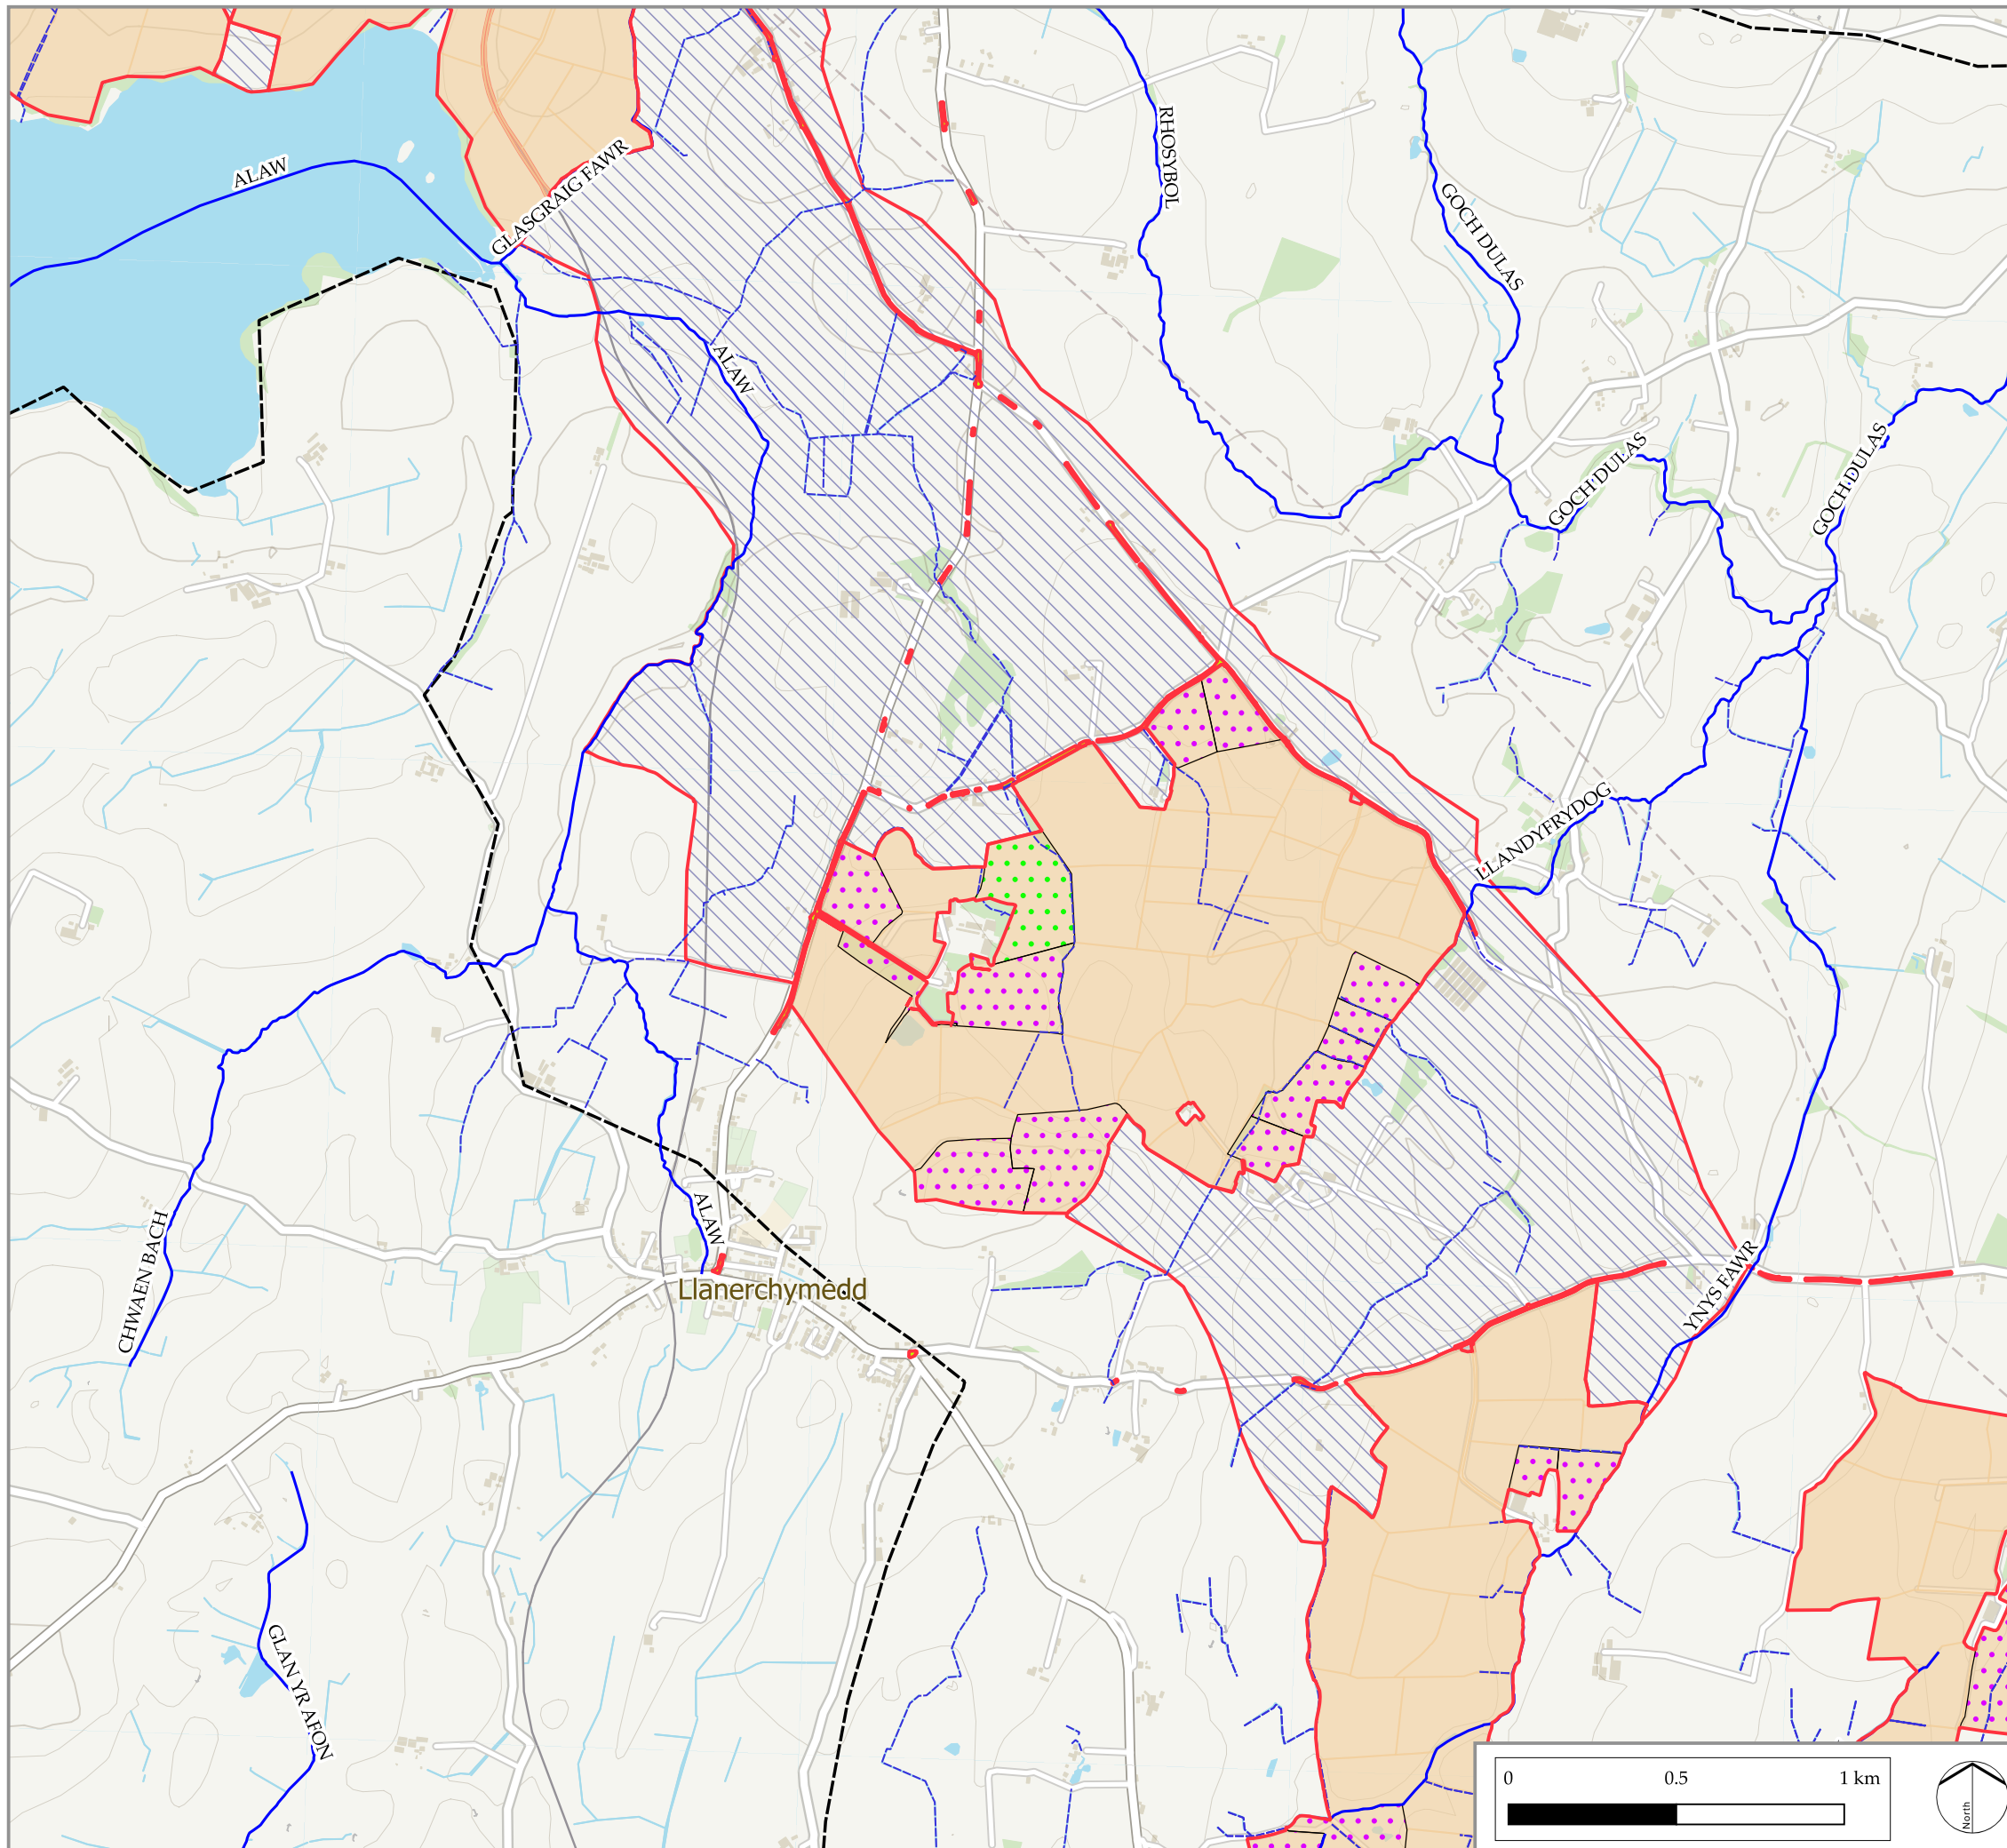 ALAW
GLASGRAIG FAWR
RHOSYBOL
GOCH DULAS
ALAW
GOCH DULAS
GOCH DULAS
LLANDYFRYDOG
CHWAEN BACH
ALAW
Llanerchymedd
YNYS FAWR
GLAN YR AFON
0 0.5 1 km
North